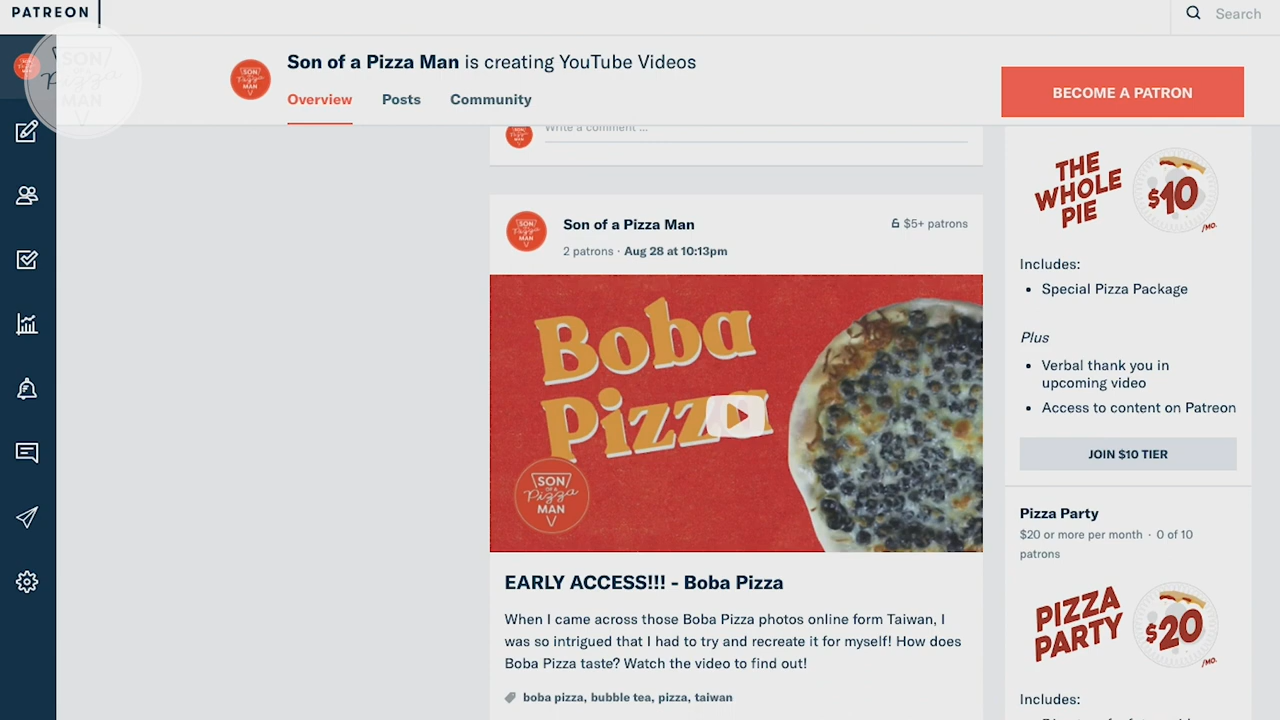 PATREON
Search
Son of a Pizza Man is creating YouTube Videos
Overview Posts Community
BECOME A PATRON
SON
OF A
Pizza
MAN
Write a comment ...
Son of a Pizza Man
2 patrons · Aug 28 at 10:13pm
$5+ patrons
Boba
Pizza
SON
OF A
Pizza
MAN
EARLY ACCESS!!! - Boba Pizza
When I came across those Boba Pizza photos online form Taiwan, I
was so intrigued that I had to try and recreate it for myself! How does
Boba Pizza taste? Watch the video to find out!
boba pizza, bubble tea, pizza, taiwan
THE
WHOLE
PIE
$10
/MO.
Includes:
• Special Pizza Package
Plus
• Verbal thank you in
upcoming video
• Access to content on Patreon
JOIN $10 TIER
Pizza Party
$20 or more per month · 0 of 10
patrons
PIZZA
PARTY
$20
/MO.
Includes: